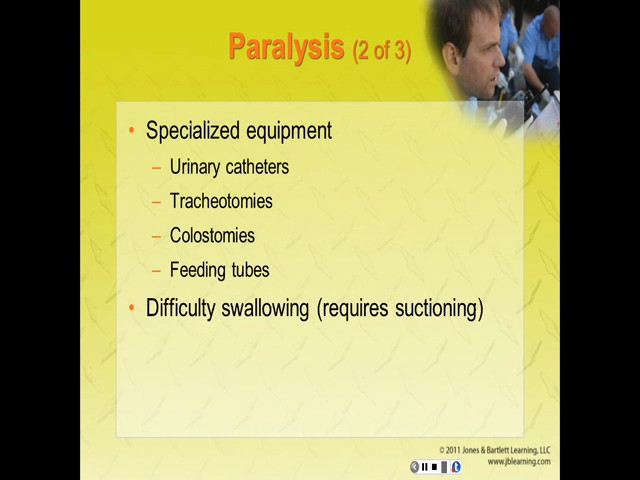 Paralysis (2 of 3)
• Specialized equipment
– Urinary catheters
– Tracheotomies
– Colostomies
– Feeding tubes
• Difficulty swallowing (requires suctioning)
© 2011 Jones & Bartlett Learning, LLC
www.jblearning.com